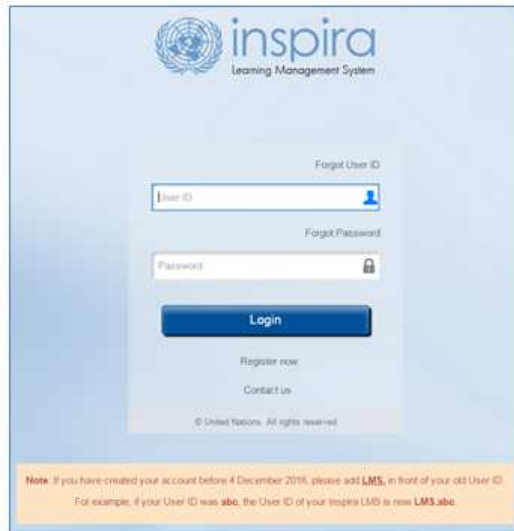 inspira
Learning Management System
Forgot User ID
User ID
Forgot Password
Password
Login
Register now
Contact us
© United Nations. All rights reserved
Note: If you have created your account before 4 December 2016, please add LMS. in front of your old User ID.
For example, if your User ID was abc, the User ID of your Inspira LMS is now LMS.abc.